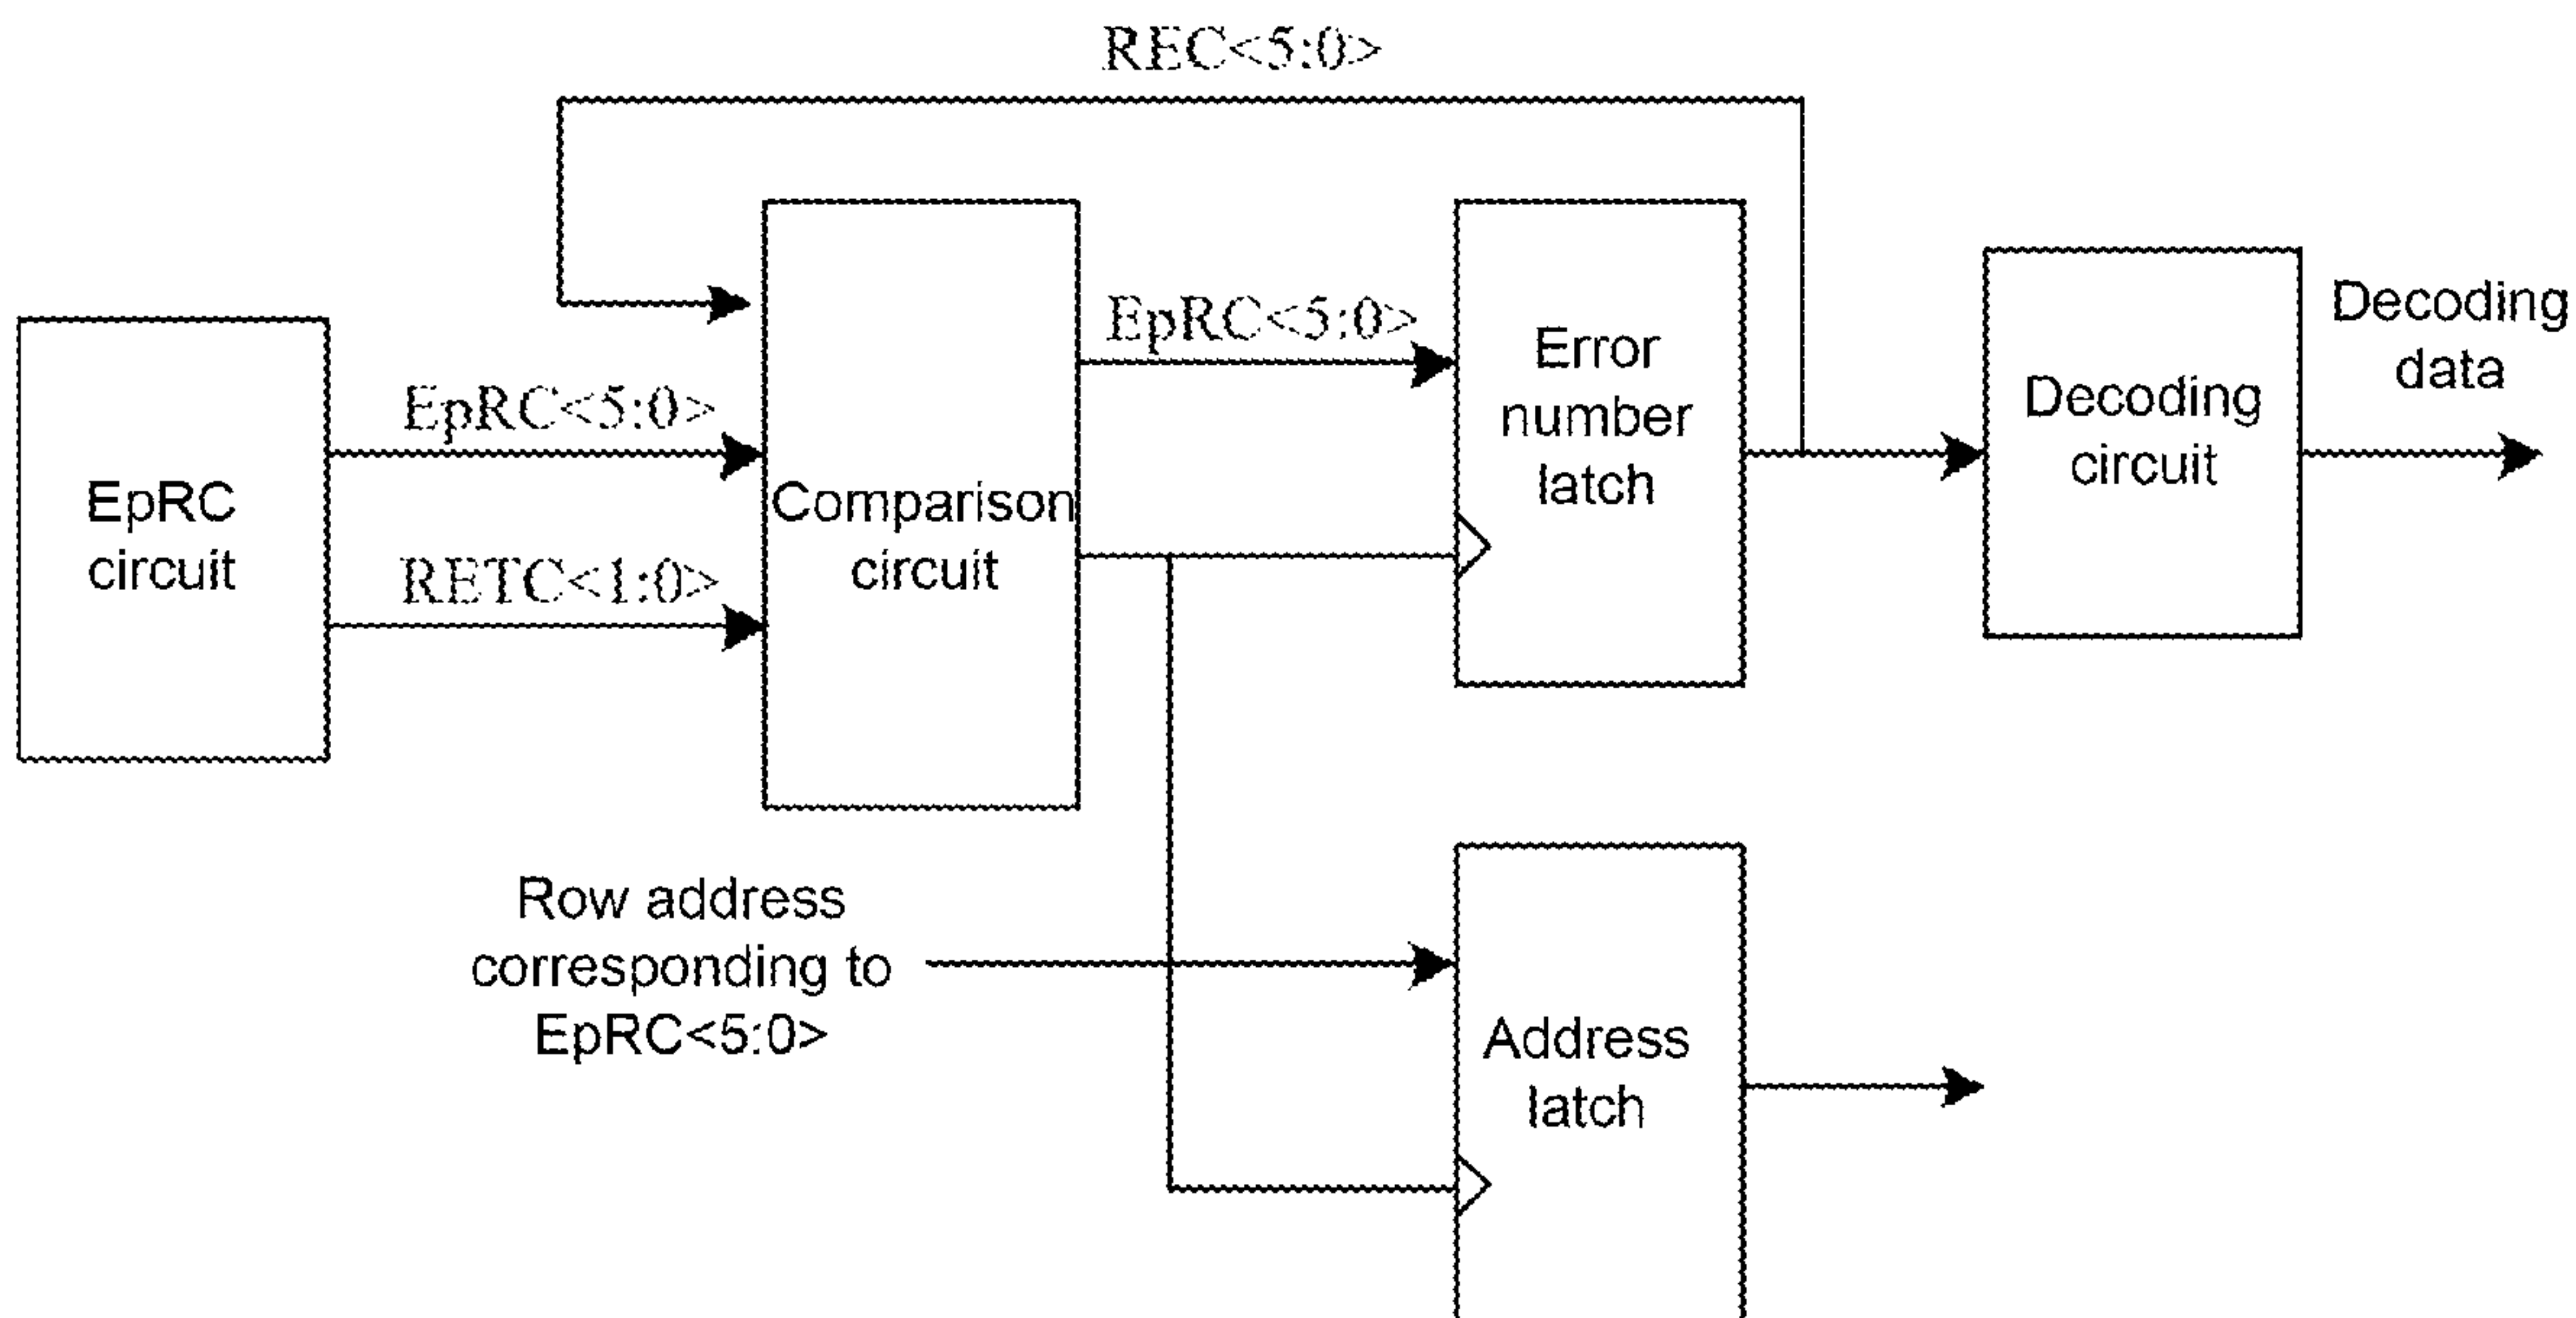 REC<5:0>
EpRC
circuit
EpRC<5:0>
RETC<1:0>
Comparison
circuit
EpRC<5:0>
Error
number
latch
Decoding
circuit
Decoding
data
Row address
corresponding to
EpRC<5:0>
Address
latch